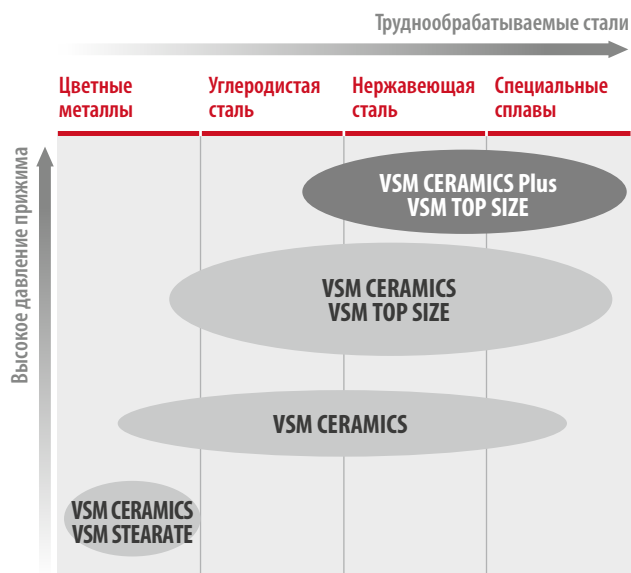 Труднообрабатываемые стали
Цветные
металлы
Углеродистая
сталь
Нержавеющая
сталь
Специальные
сплавы
Высокое давление прижима
VSM CERAMICS Plus
VSM TOP SIZE
VSM CERAMICS
VSM TOP SIZE
VSM CERAMICS
VSM CERAMICS
VSM STEARATE